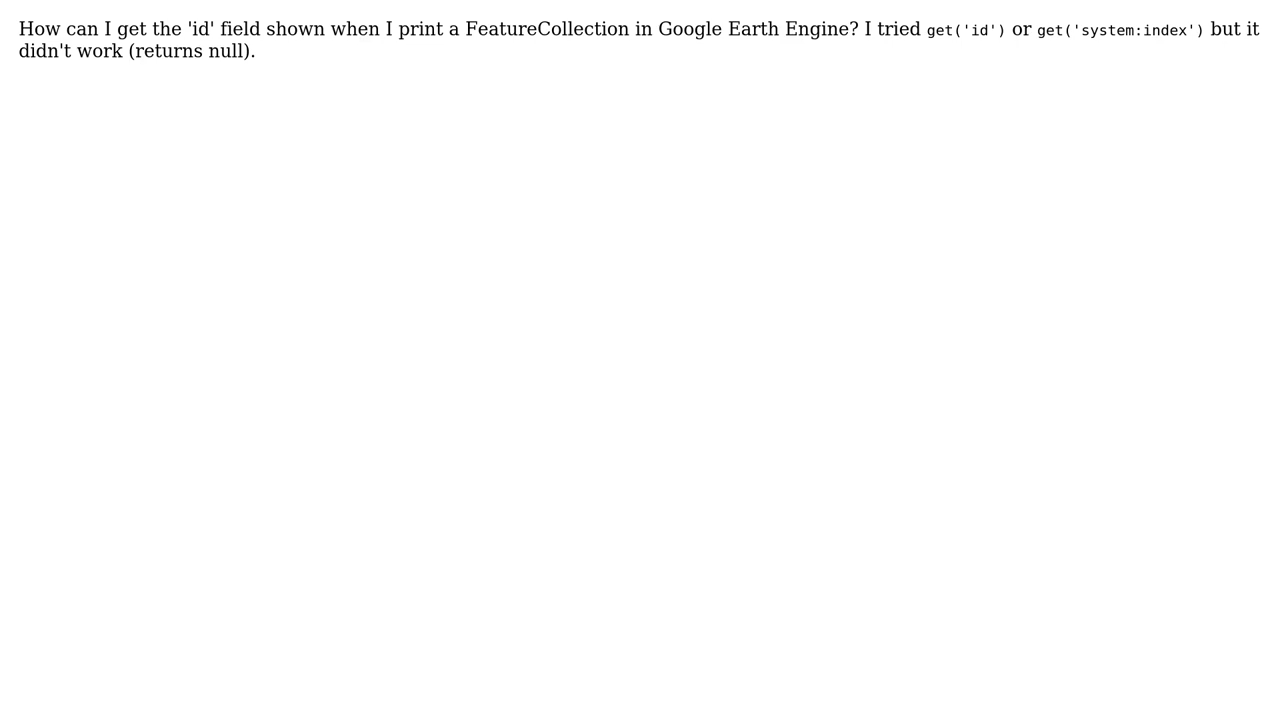 How can I get the 'id' field shown when I print a FeatureCollection in Google Earth Engine? I tried get('id') or get('system:index') but it
didn't work (returns null).